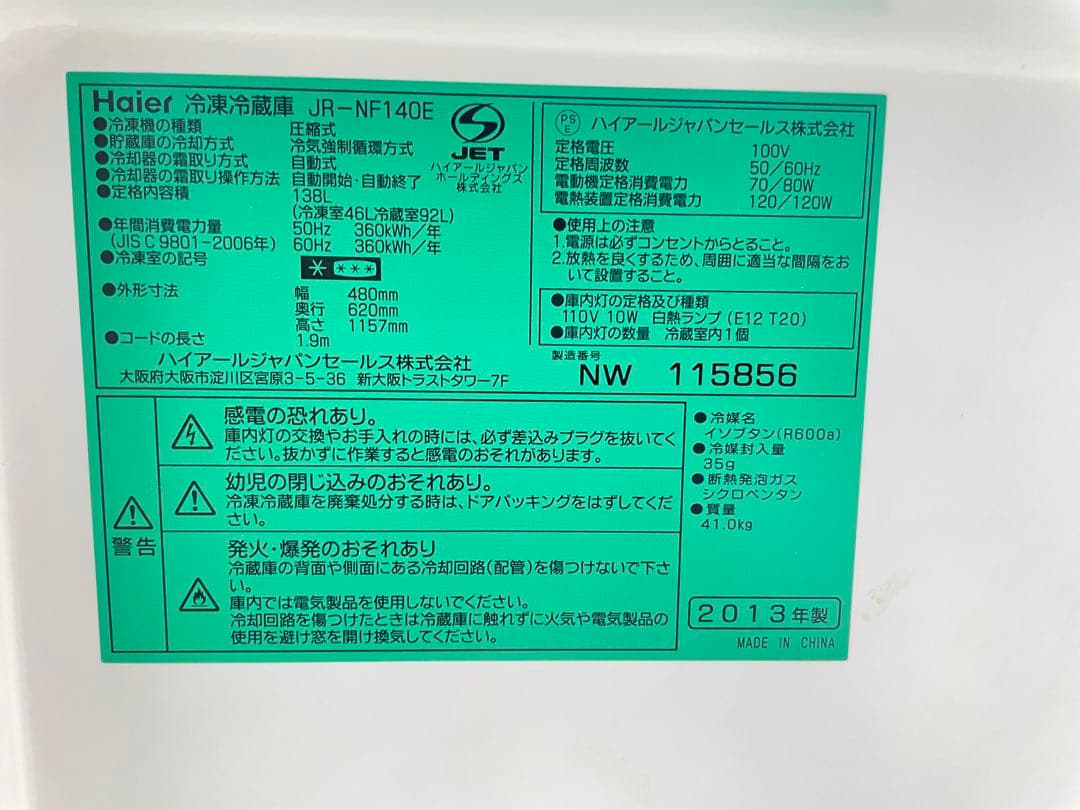 Haier 冷凍冷蔵庫 JR-NF140E
●冷凍機の種類 圧縮式
●貯蔵庫の冷却方式 冷気強制循環方式
●冷却器の霜取り方式 自動式
●冷却器の霜取り操作方法 自動開始・自動終了
●定格内容積 138L
(冷凍室46L冷蔵室92L)
●年間消費電力量 50Hz 360kWh/年
(JIS C 9801-2006年) 60Hz 360kWh/年
●冷凍室の記号
●外形寸法 幅 480mm
奥行 620mm
高さ 1157mm
●コードの長さ 1.9m
ハイアールジャパンセールス株式会社
大阪府大阪市淀川区宮原3-5-36 新大阪トラストタワー7F
JET
ハイアールジャパン
ホールディングス
株式会社
PS
E
ハイアールジャパンセールス株式会社
定格電圧 100V
定格周波数 50/60Hz
電動機定格消費電力 70/80W
電熱装置定格消費電力 120/120W
●使用上の注意
1.電源は必ずコンセントからとること。
2.放熱を良くするため、周囲に適当な間隔をお
いて設置すること。
●庫内灯の定格及び種類
110V 10W 白熱ランプ(E12 T20)
●庫内灯の数量 冷蔵室内1個
製造番号
NW 115856
警告
感電の恐れあり。
庫内灯の交換やお手入れの時には、必ず差込みプラグを抜いてく
ださい。抜かずに作業すると感電のおそれがあります。
幼児の閉じ込みのおそれあり。
冷凍冷蔵庫を廃棄処分する時は、ドアパッキングをはずしてくだ
さい。
発火・爆発のおそれあり
冷蔵庫の背面や側面にある冷却回路(配管)を傷つけないで下さ
い。
庫内では電気製品を使用しないでください。
冷却回路を傷つけたときは冷蔵庫に触れずに火気や電気製品の
使用を避け窓を開け換気してください。
●冷媒名
イソブタン(R600a)
●冷媒封入量
35g
●断熱発泡ガス
シクロペンタン
●質量
41.0kg
2013年製
MADE IN CHINA